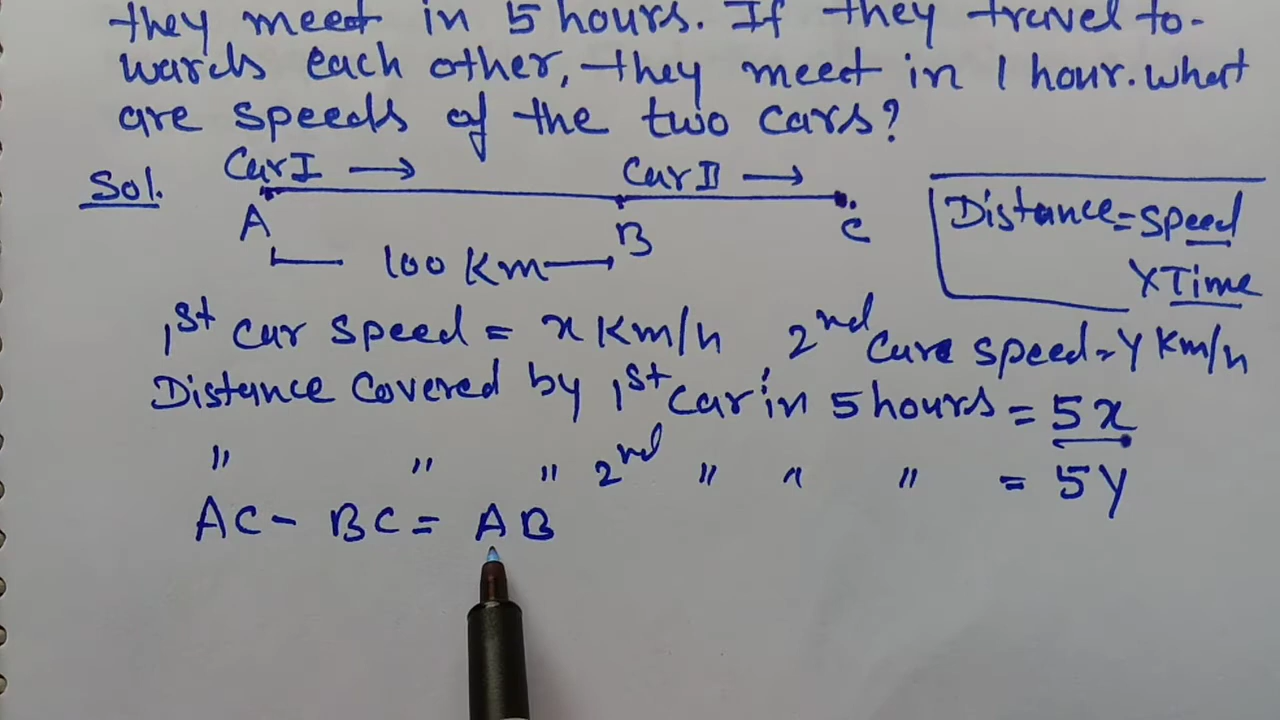 they meet in 5 hours. If they travel to-
wards each other, they meet in 1 hour. What
are speeds of the two cars?
Sol.
Car I → Car II →
A B C
100 Km
Distance = Speed
X Time
1st car speed = x Km/h, 2nd Care speed = Y Km/h
Distance Covered by 1st Car in 5 hours = 5x
" " " 2nd " " " = 5Y
AC - BC = AB